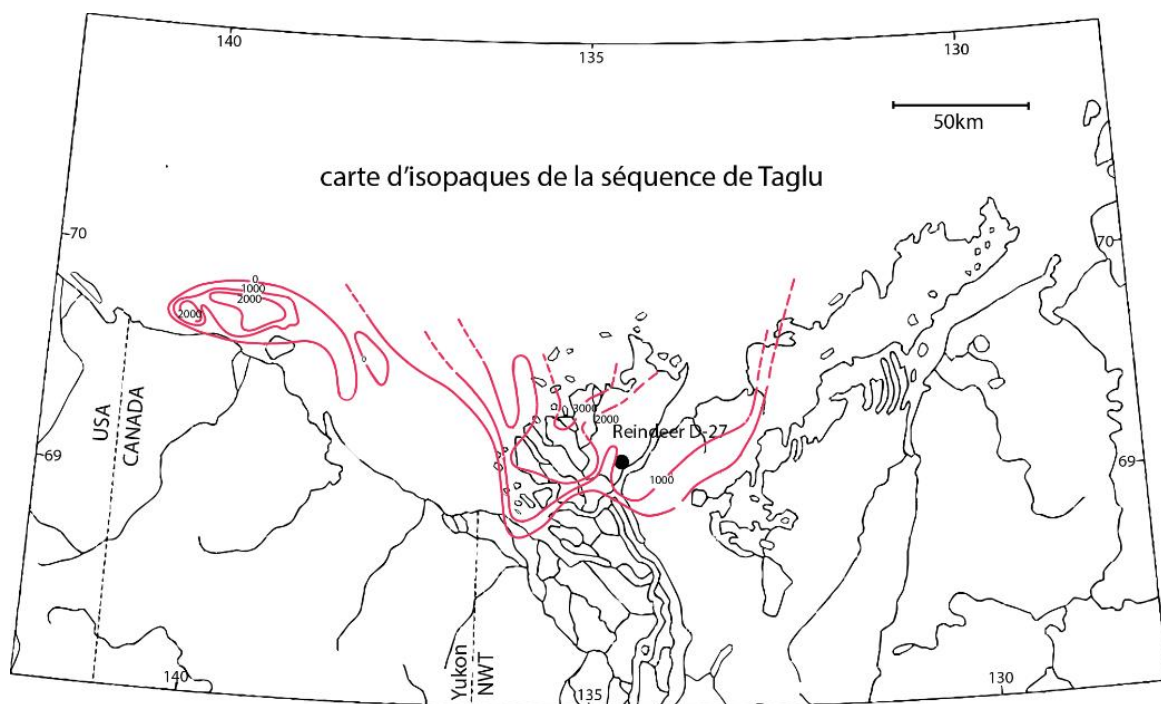 140
135
130
50km
carte d'isopaques de la séquence de Taglu
70
70
0
1000
2000
2000
0
3000
2000
Reindeer D-27
USA
CANADA
69
69
1000
Yukon
NWT
140
135
130